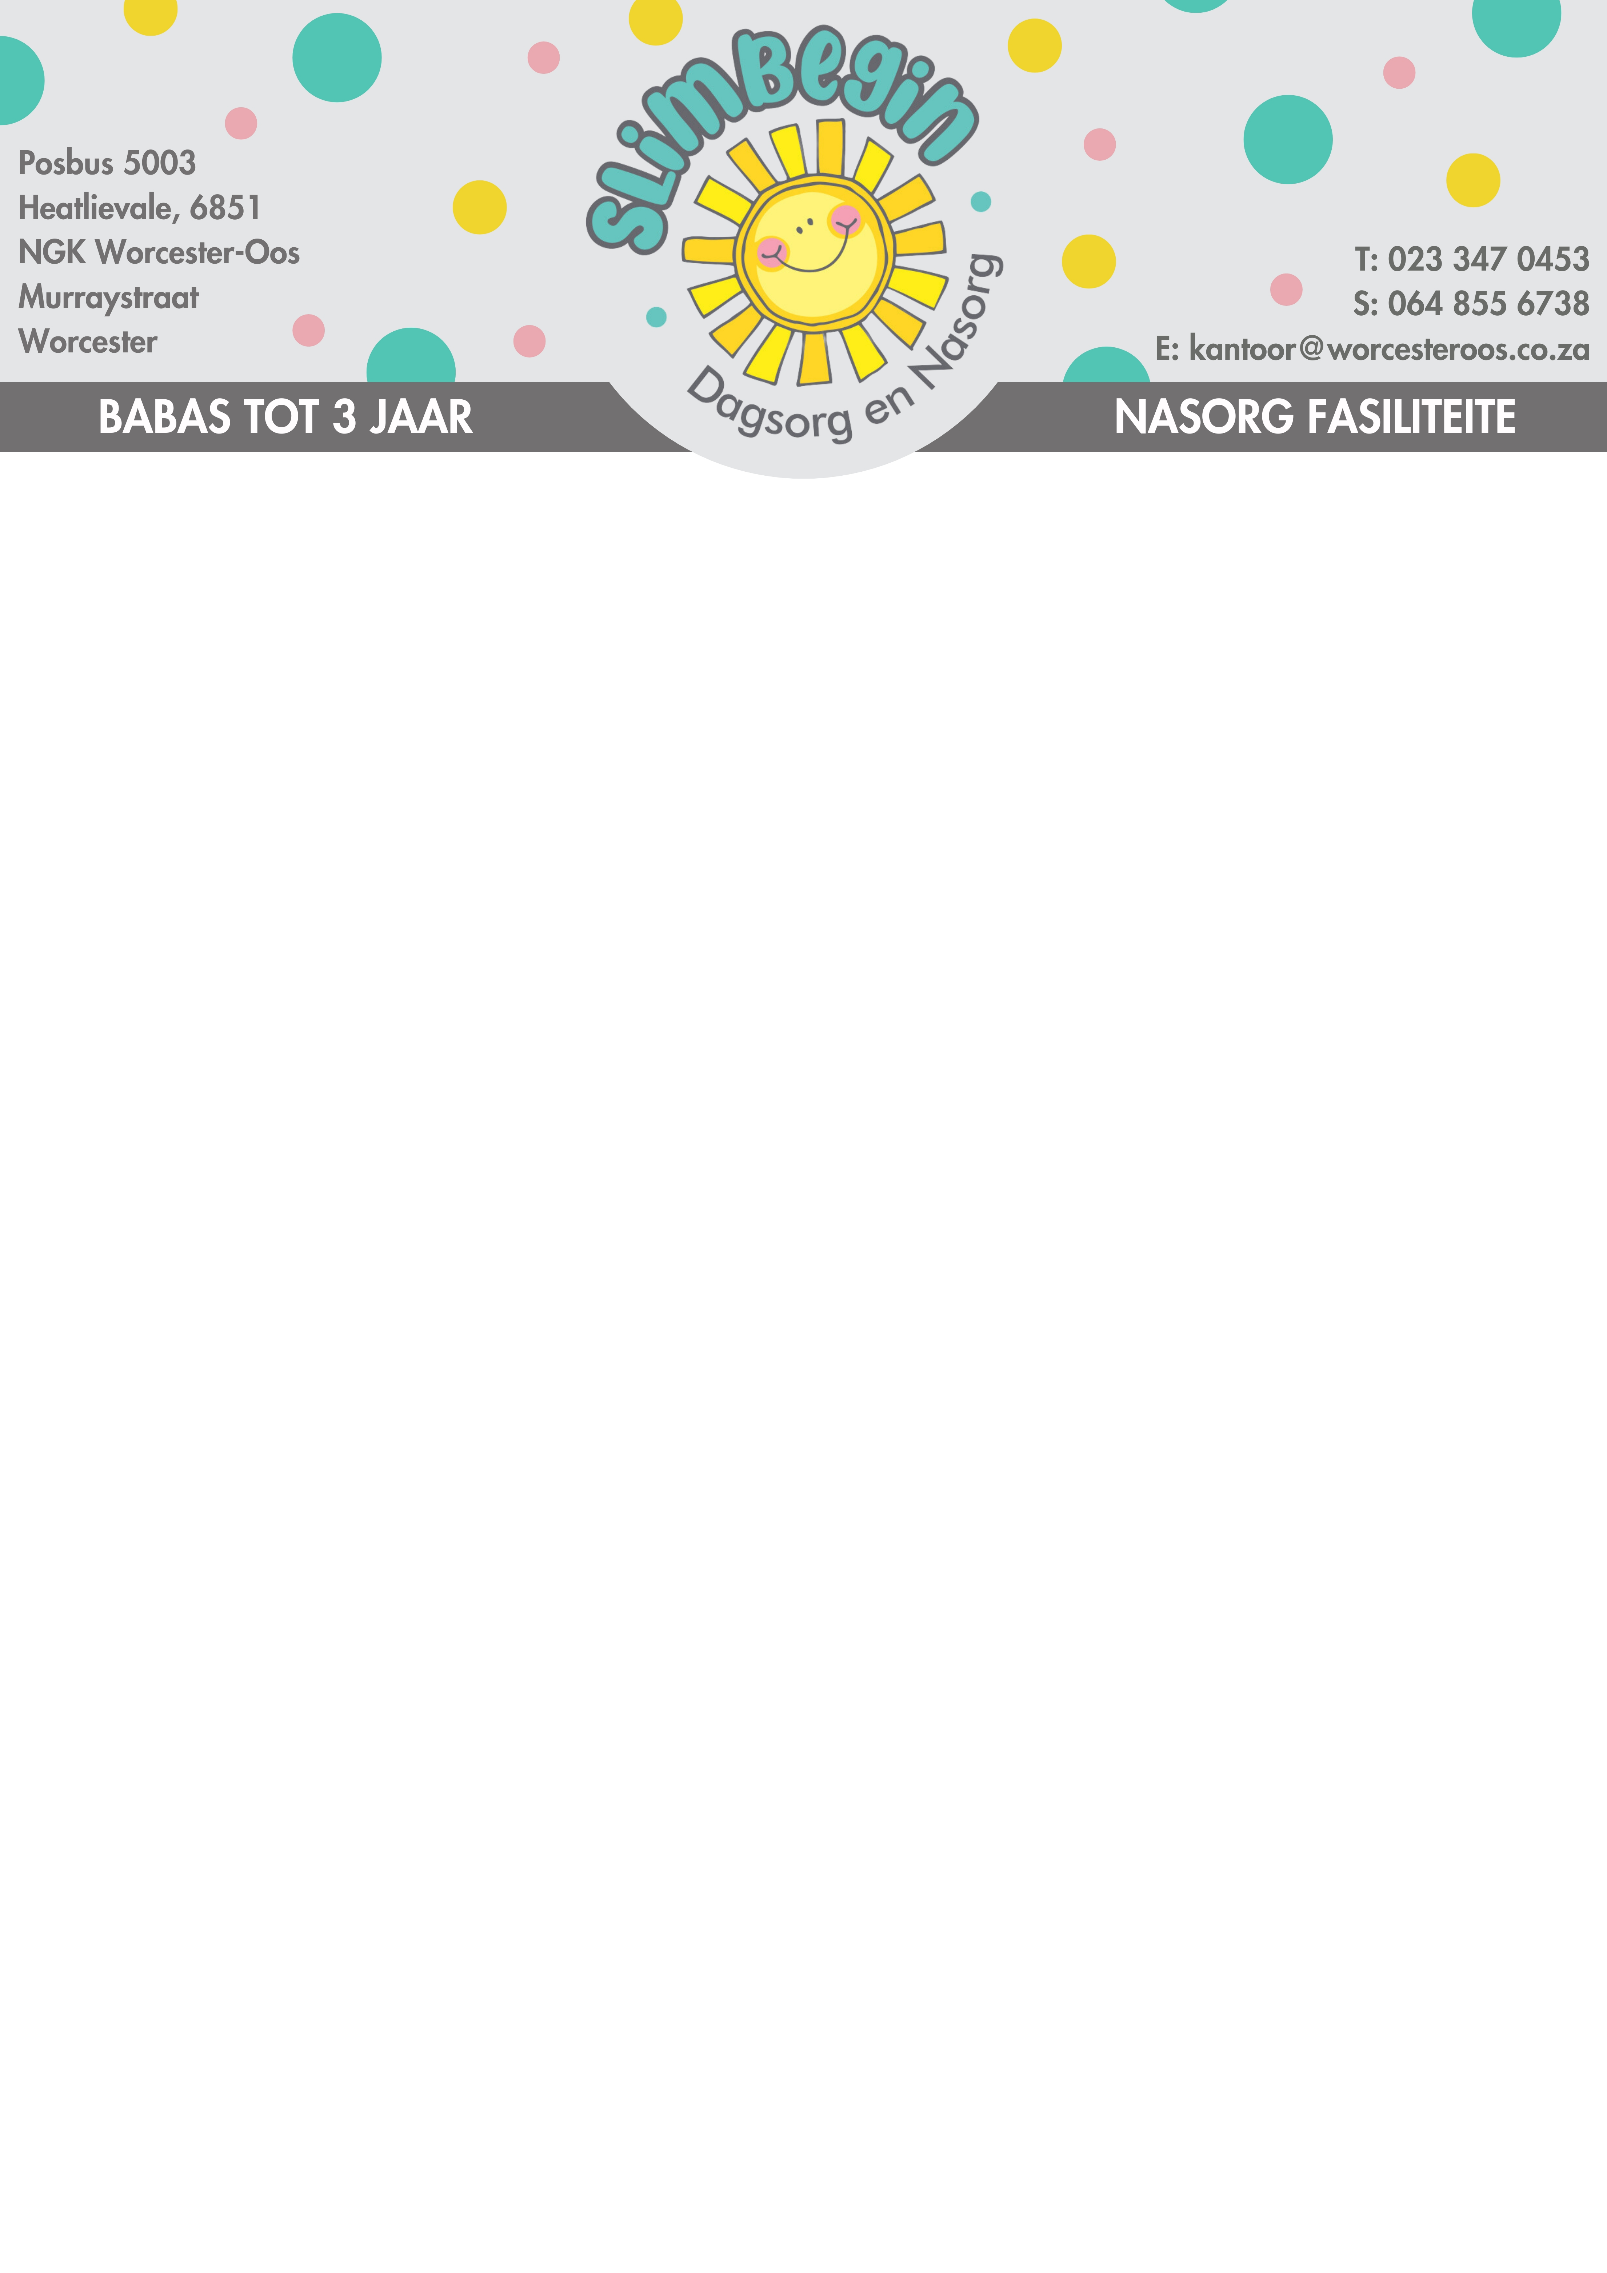 Posbus 5003
Heatlievale, 6851
NGK Worcester-Oos
Murraystraat
Worcester
SLiMBegin
Dagsorg en Nasorg
T: 023 347 0453
S: 064 855 6738
E: kantoor@worcesteroos.co.za
BABAS TOT 3 JAAR
NASORG FASILITEITE